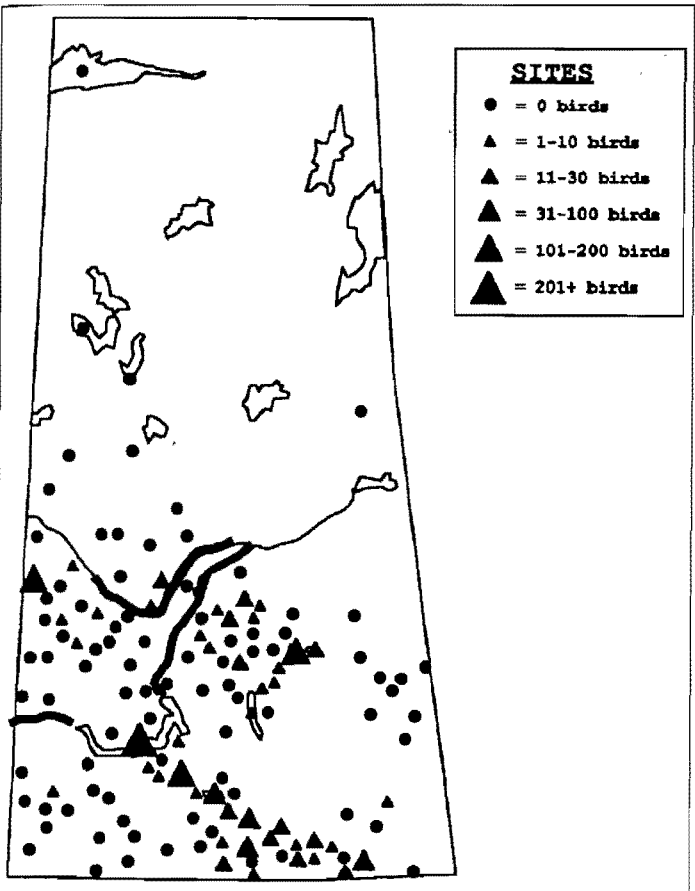 SITES
= 0 birds
= 1-10 birds
= 11-30 birds
= 31-100 birds
= 101-200 birds
= 201+ birds